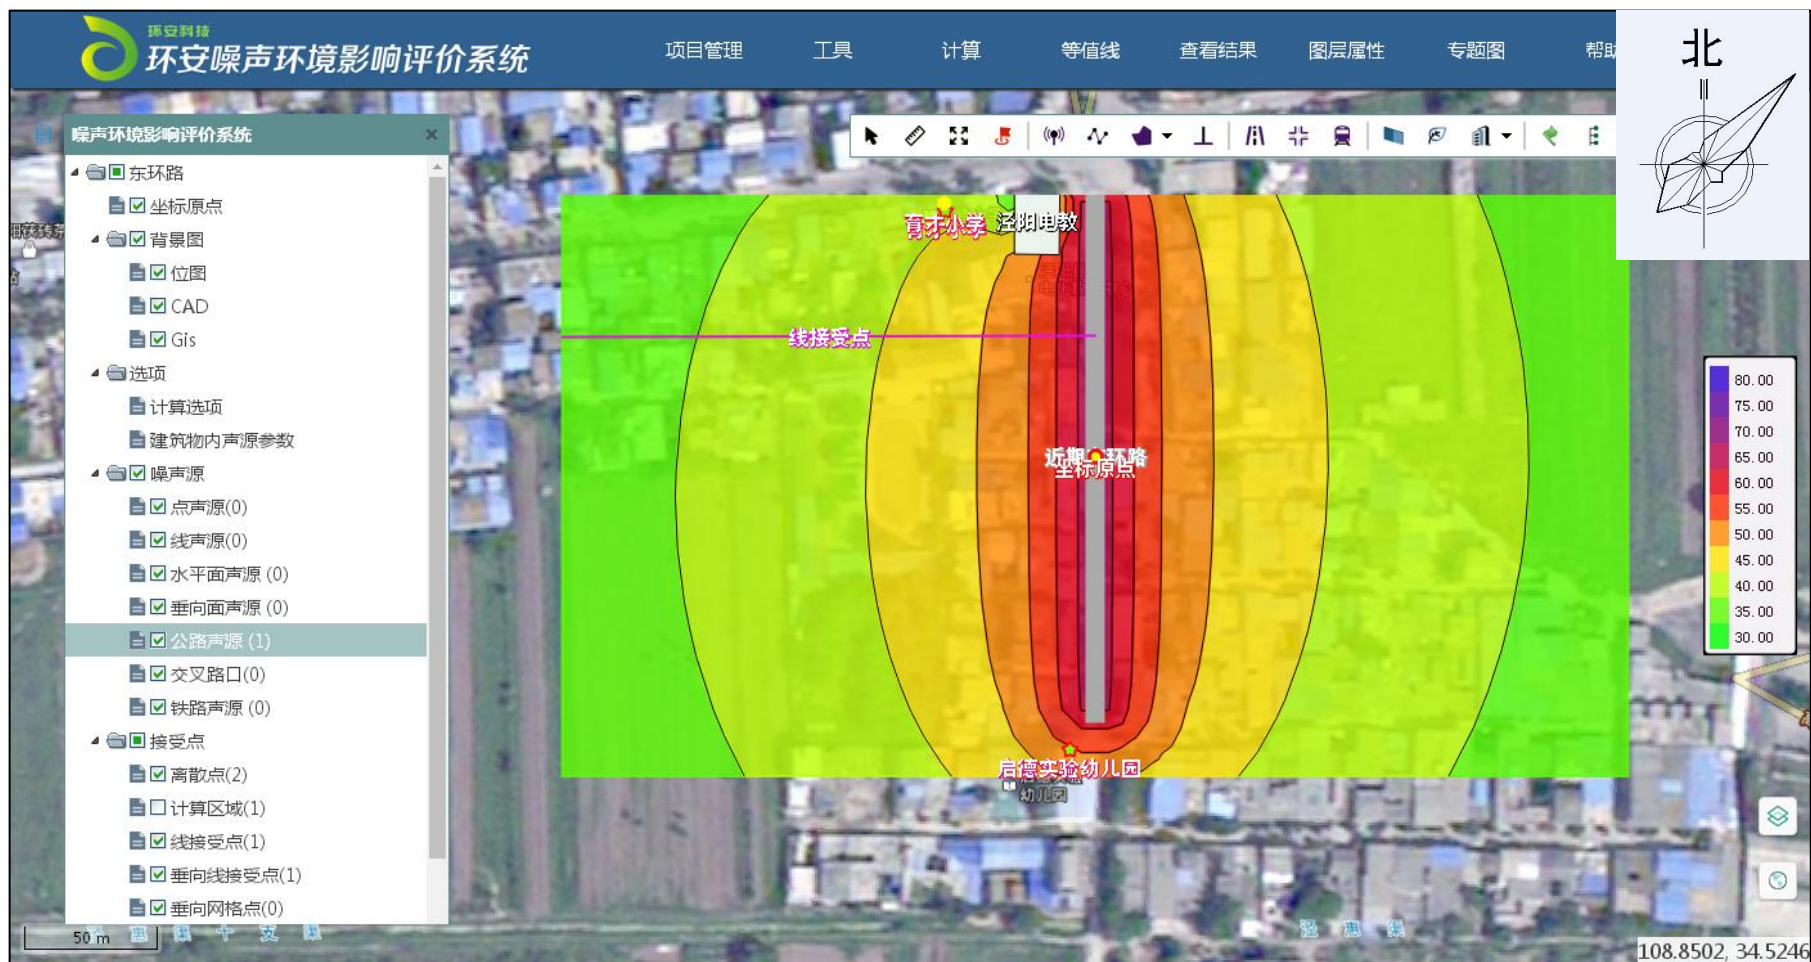 环安科技
环安噪声环境影响评价系统
项目管理 工具 计算 等值线 查看结果 图层属性 专题图 帮助
北
噪声环境影响评价系统
东环路
坐标原点
背景图
位图
CAD
Gis
选项
计算选项
建筑物内声源参数
噪声源
点声源(0)
线声源(0)
水平面声源 (0)
垂向面声源 (0)
公路声源 (1)
交叉路口(0)
铁路声源 (0)
接受点
离散点(2)
计算区域(1)
线接受点(1)
垂向线接受点(1)
垂向网格点(0)
育才小学 泾阳电教
线接受点
坐标原点
启德实验幼儿园
幼儿园
80.00
75.00
70.00
65.00
60.00
55.00
50.00
45.00
40.00
35.00
30.00
50 m
惠 渠 十 支 渠
泾 惠 渠
108.8502, 34.5246